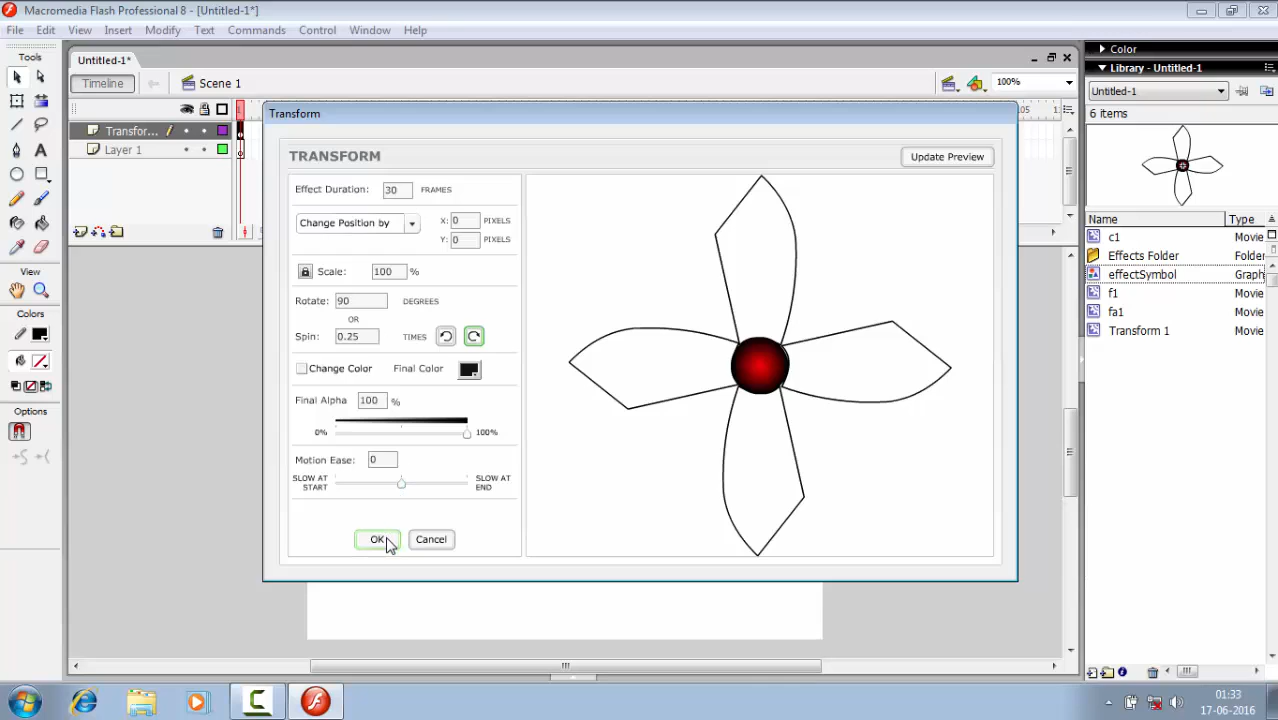 Macromedia Flash Professional 8 - [Untitled-1*]
File Edit View Insert Modify Text Commands Control Window Help
Tools
View
Colors
Options
Untitled-1*
Timeline
Scene 1
100%
Transfor...
Layer 1
105
Transform
TRANSFORM
Update Preview
Effect Duration: 30 FRAMES
Change Position by
X: 0 PIXELS
Y: 0 PIXELS
Scale: 100 %
Rotate: 90 DEGREES
OR
Spin: 0.25 TIMES
Change Color Final Color
Final Alpha 100 %
0% 100%
Motion Ease: 0
SLOW AT START
SLOW AT END
OK Cancel
Color
Library - Untitled-1
Untitled-1
6 items
Name Type
c1 Movie
Effects Folder Folder
effectSymbol Graph
f1 Movie
fa1 Movie
Transform 1 Movie
01:33
17-06-2016